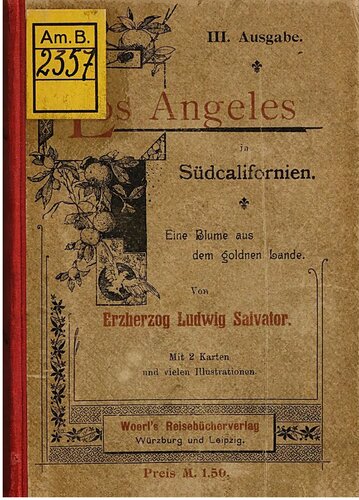 Am. B.
2357
III. Ausgabe.
Los Angeles
in
Südcalifornien.
Eine Blume aus
dem goldnen Lande.
Von
Erzherzog Ludwig Salvator.
Mit 2 Karten
und vielen Illustrationen.
Woerl's Reisebücherverlag
Würzburg und Leipzig.
Preis M. 1.50.